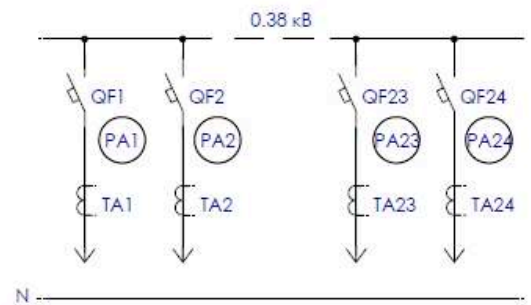 0.38 кВ
QF1 QF2 QF23 QF24
PA1 PA2 PA23 PA24
TA1 TA2 TA23 TA24
N